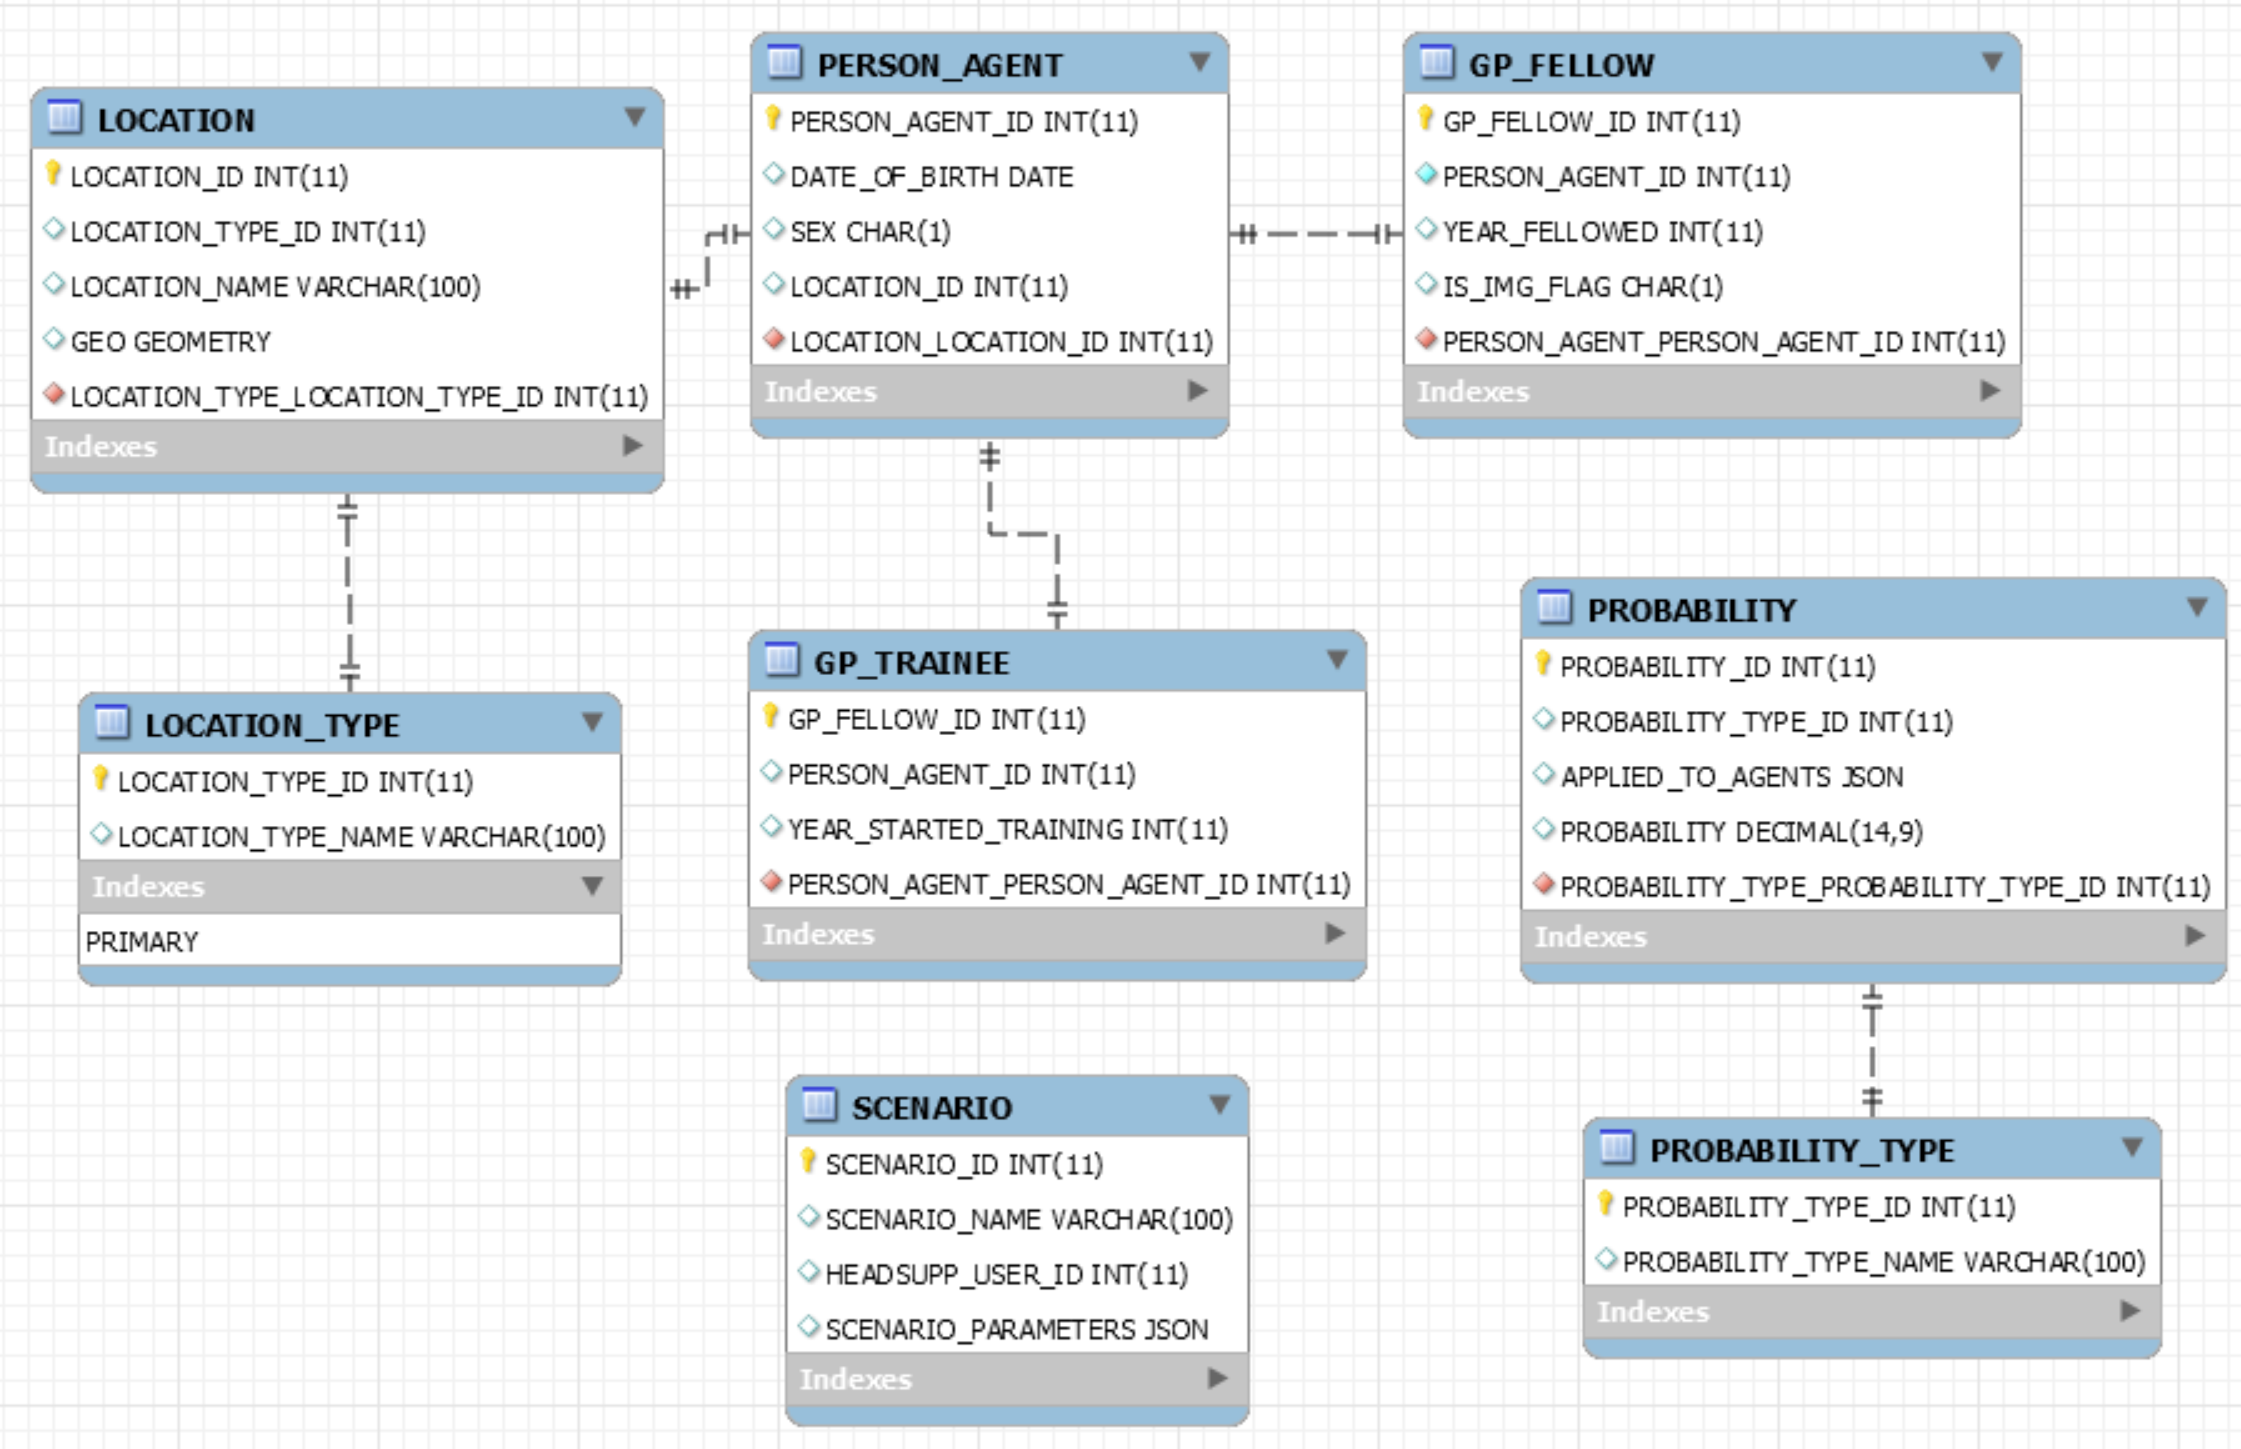 LOCATION
LOCATION_ID INT(11)
LOCATION_TYPE_ID INT(11)
LOCATION_NAME VARCHAR(100)
GEO GEOMETRY
LOCATION_TYPE_LOCATION_TYPE_ID INT(11)
Indexes
PERSON_AGENT
PERSON_AGENT_ID INT(11)
DATE_OF_BIRTH DATE
SEX CHAR(1)
LOCATION_ID INT(11)
LOCATION_LOCATION_ID INT(11)
Indexes
GP_FELLOW
GP_FELLOW_ID INT(11)
PERSON_AGENT_ID INT(11)
YEAR_FELLOWED INT(11)
IS_IMG_FLAG CHAR(1)
PERSON_AGENT_PERSON_AGENT_ID INT(11)
Indexes
LOCATION_TYPE
LOCATION_TYPE_ID INT(11)
LOCATION_TYPE_NAME VARCHAR(100)
Indexes
PRIMARY
GP_TRAINEE
GP_FELLOW_ID INT(11)
PERSON_AGENT_ID INT(11)
YEAR_STARTED_TRAINING INT(11)
PERSON_AGENT_PERSON_AGENT_ID INT(11)
Indexes
PROBABILITY
PROBABILITY_ID INT(11)
PROBABILITY_TYPE_ID INT(11)
APPLIED_TO_AGENTS JSON
PROBABILITY DECIMAL(14,9)
PROBABILITY_TYPE_PROBABILITY_TYPE_ID INT(11)
Indexes
SCENARIO
SCENARIO_ID INT(11)
SCENARIO_NAME VARCHAR(100)
HEADSUPP_USER_ID INT(11)
SCENARIO_PARAMETERS JSON
Indexes
PROBABILITY_TYPE
PROBABILITY_TYPE_ID INT(11)
PROBABILITY_TYPE_NAME VARCHAR(100)
Indexes